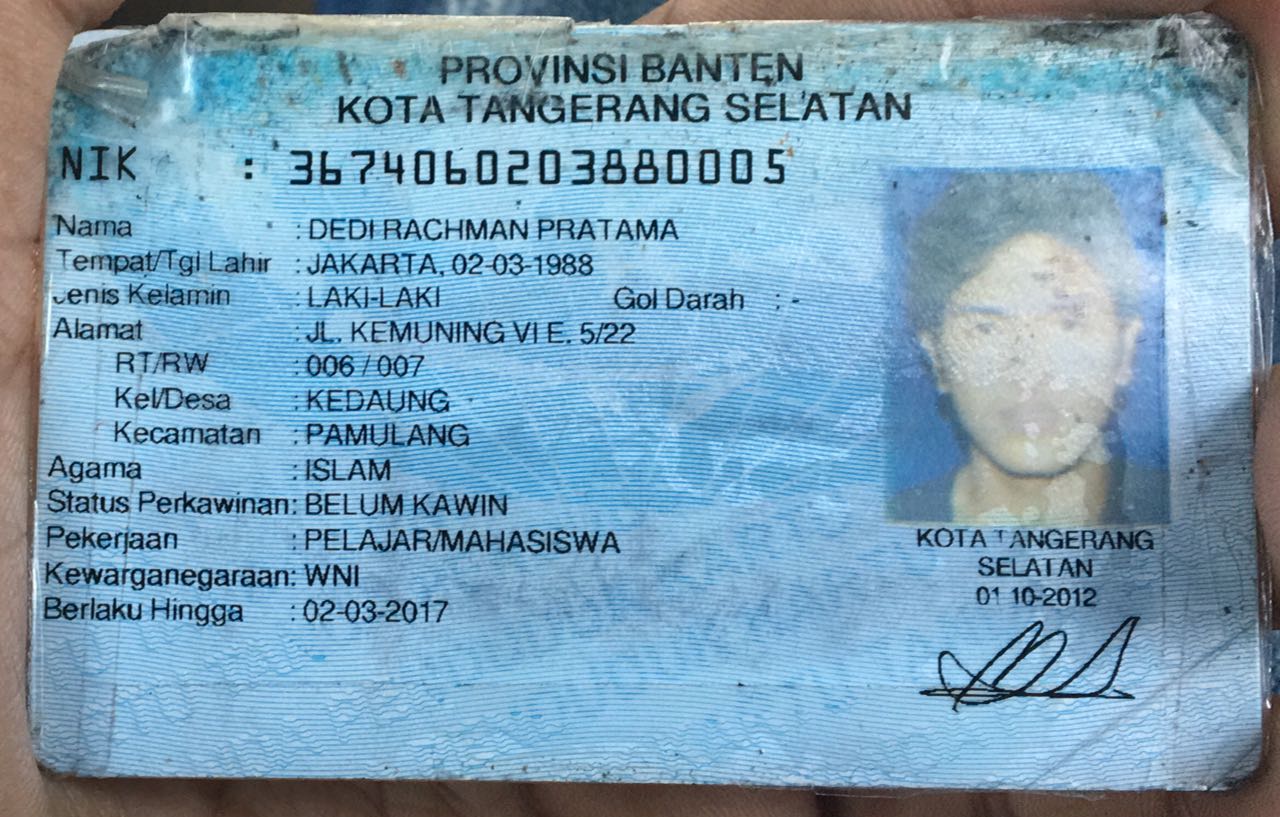 PROVINSI BANTEN
KOTA TANGERANG SELATAN
NIK : 3674060203880005
Nama : DEDI RACHMAN PRATAMA
Tempat/Tgl Lahir : JAKARTA, 02-03-1988
Jenis Kelamin : LAKI-LAKI Gol Darah : -
Alamat : JL. KEMUNING VI E. 5/22
RT/RW : 006 / 007
Kel/Desa : KEDAUNG
Kecamatan : PAMULANG
Agama : ISLAM
Status Perkawinan: BELUM KAWIN
Pekerjaan : PELAJAR/MAHASISWA
Kewarganegaraan: WNI
Berlaku Hingga : 02-03-2017
KOTA TANGERANG
SELATAN
01-10-2012